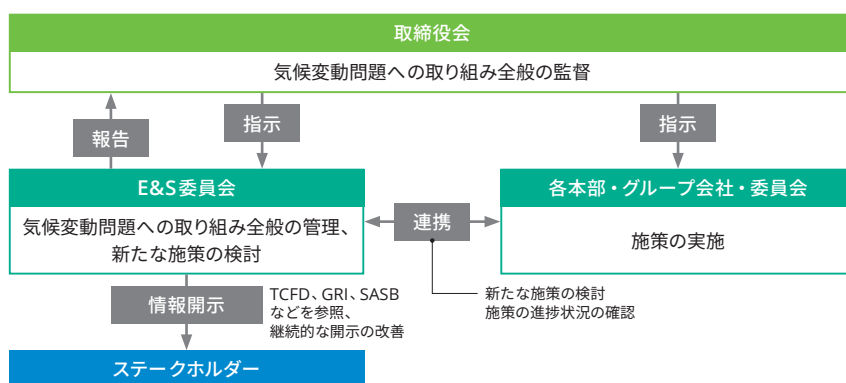 取締役会
気候変動問題への取り組み全般の監督
報告
指示
指示
E&S委員会
気候変動問題への取り組み全般の管理、
新たな施策の検討
連携
各本部・グループ会社・委員会
施策の実施
情報開示
TCFD、GRI、SASB
などを参照、
継続的な開示の改善
新たな施策の検討
施策の進捗状況の確認
ステークホルダー